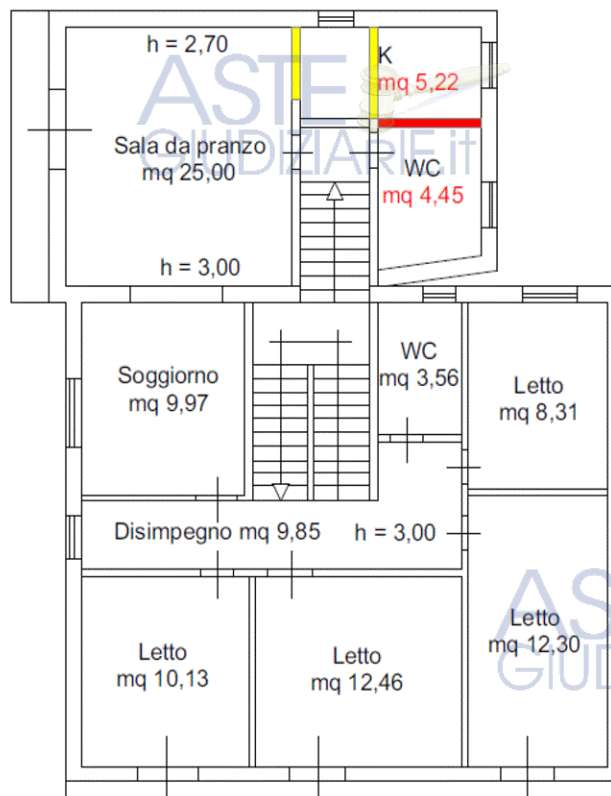 h = 2,70
K
mq 5,22
ASTE
GIUDIZIARIE.it
Sala da pranzo
mq 25,00
WC
mq 4,45
h = 3,00
Soggiorno
mq 9,97
WC
mq 3,56
Letto
mq 8,31
Disimpegno mq 9,85
h = 3,00
AS
GIUD
Letto
mq 10,13
Letto
mq 12,46
Letto
mq 12,30